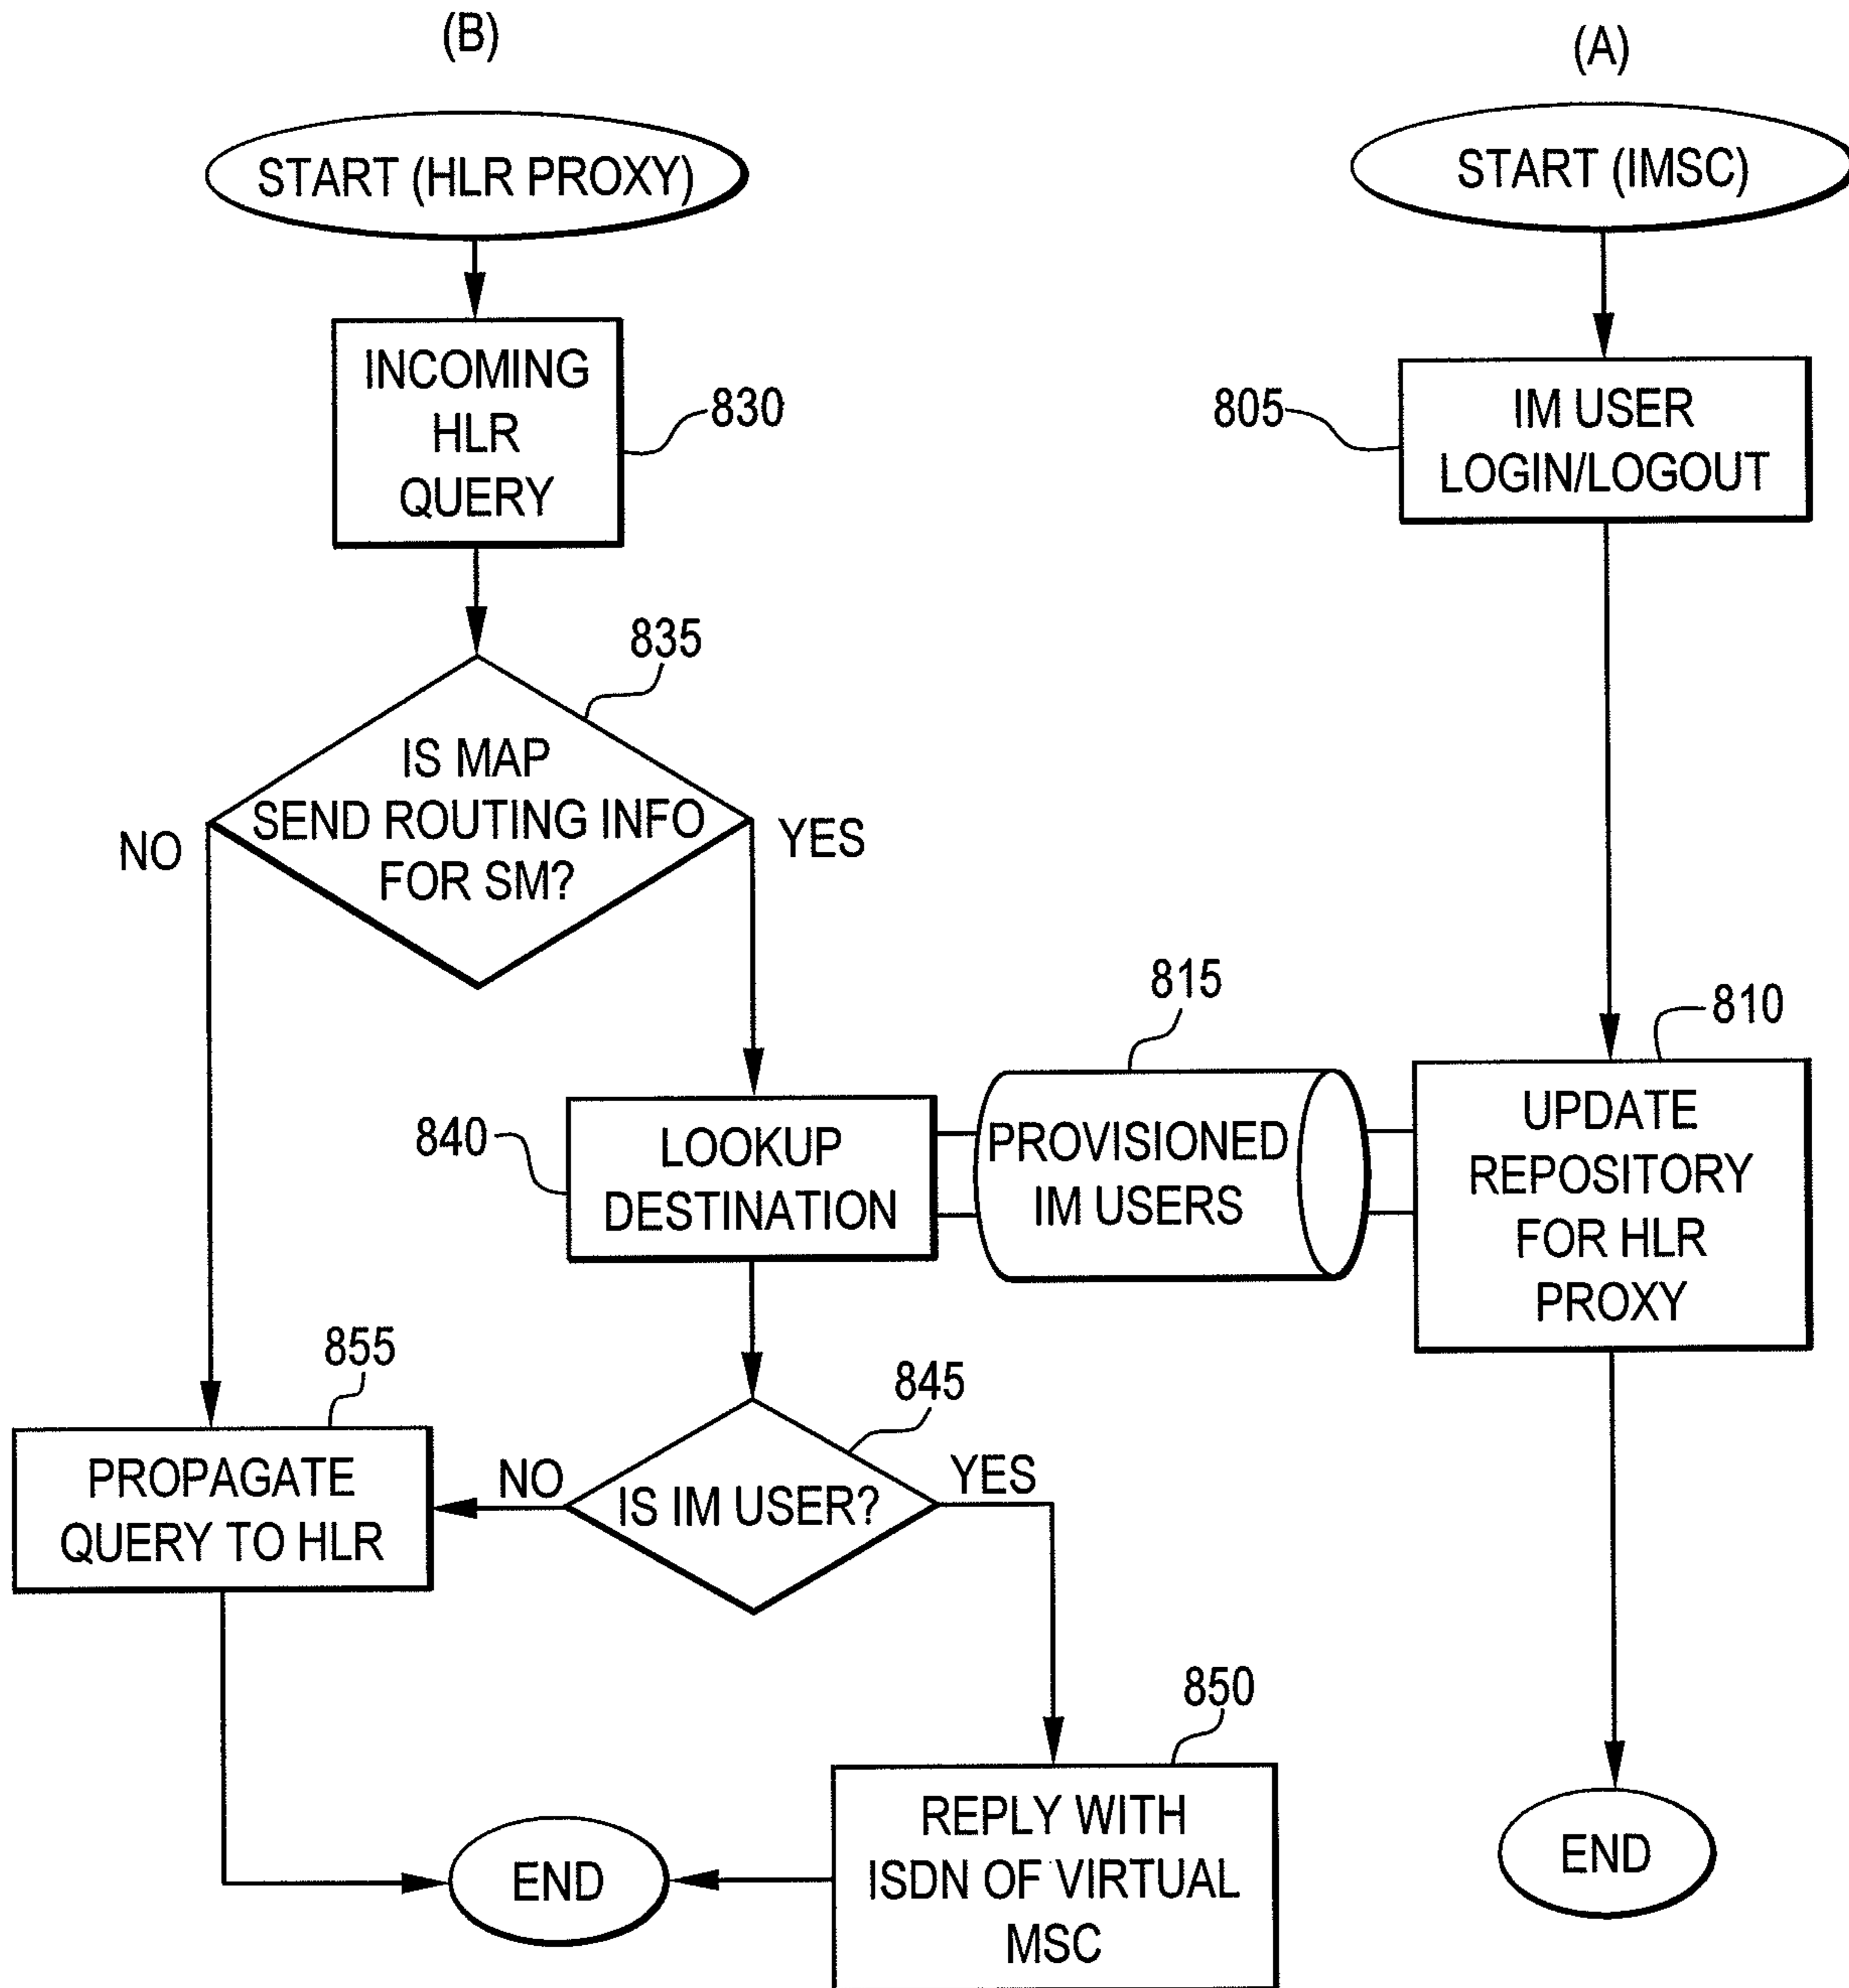 (B)
START (HLR PROXY)
INCOMING
HLR
QUERY
830
835
IS MAP
SEND ROUTING INFO
FOR SM?
NO
YES
840
LOOKUP
DESTINATION
815
PROVISIONED
IM USERS
855
PROPAGATE
QUERY TO HLR
845
NO
IS IM USER?
YES
850
REPLY WITH
ISDN OF VIRTUAL
MSC
END
(A)
START (IMSC)
805
IM USER
LOGIN/LOGOUT
810
UPDATE
REPOSITORY
FOR HLR
PROXY
END